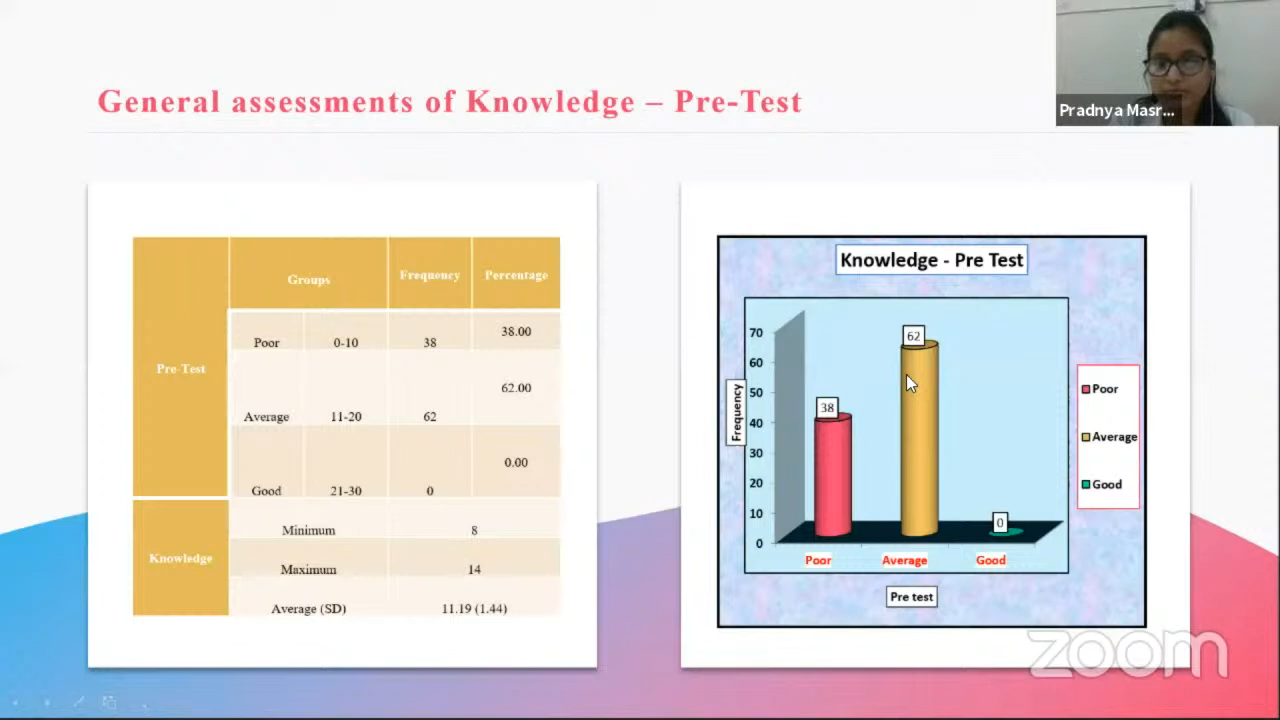 General assessments of Knowledge – Pre-Test
Pradnya Masr...
Groups Frequency Percentage
Pre-Test
Poor 0-10 38 38.00
Average 11-20 62 62.00
Good 21-30 0 0.00
Knowledge
Minimum 8
Maximum 14
Average (SD) 11.19 (1.44)
Knowledge - Pre Test
Frequency
70
60
50
40
30
20
10
0
38
62
0
Poor Average Good
Pre test
Poor
Average
Good
zoom